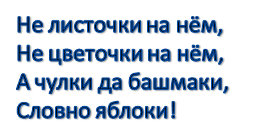 Не листочки на нём,
Не цветочки на нём,
А чулки да башмаки,
Словно яблоки!